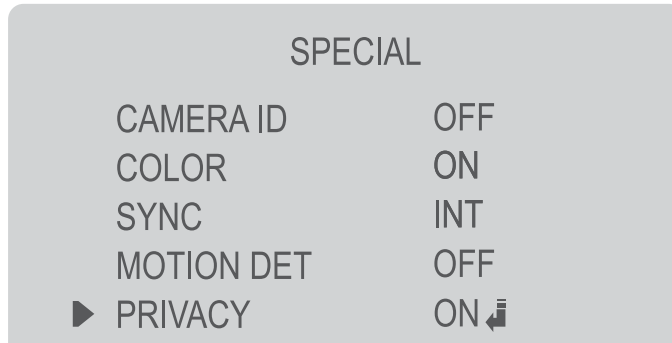 SPECIAL
CAMERA ID OFF
COLOR ON
SYNC INT
MOTION DET OFF
PRIVACY ON